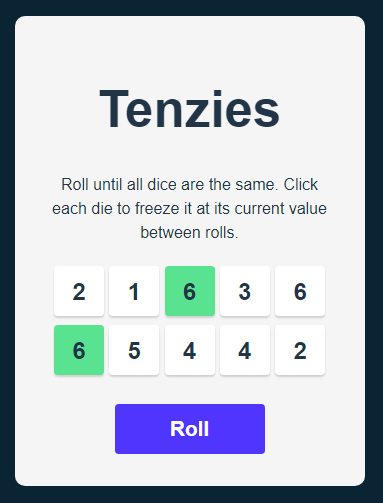 Tenzies
Roll until all dice are the same. Click
each die to freeze it at its current value
between rolls.
2 1 6 3 6
6 5 4 4 2
Roll